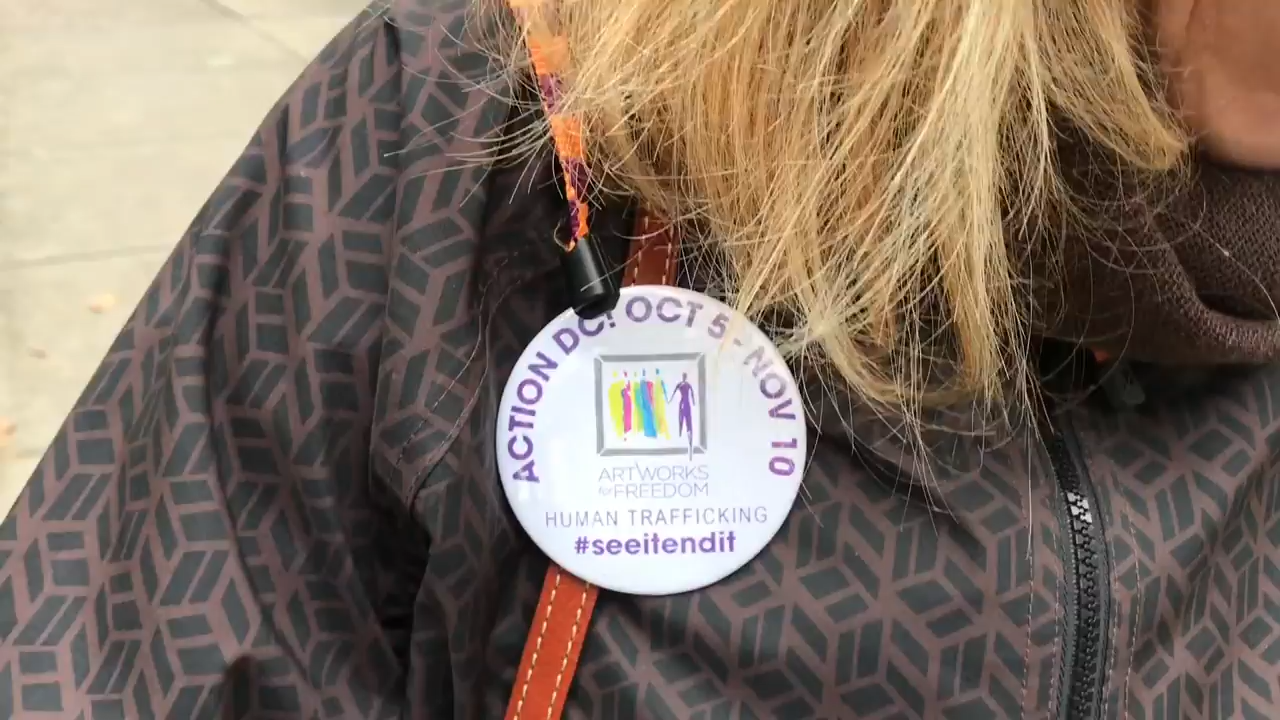 ACTION DC! OCT 5 - NOV 10
ARTWORKS
for FREEDOM
HUMAN TRAFFICKING
#seeitendit